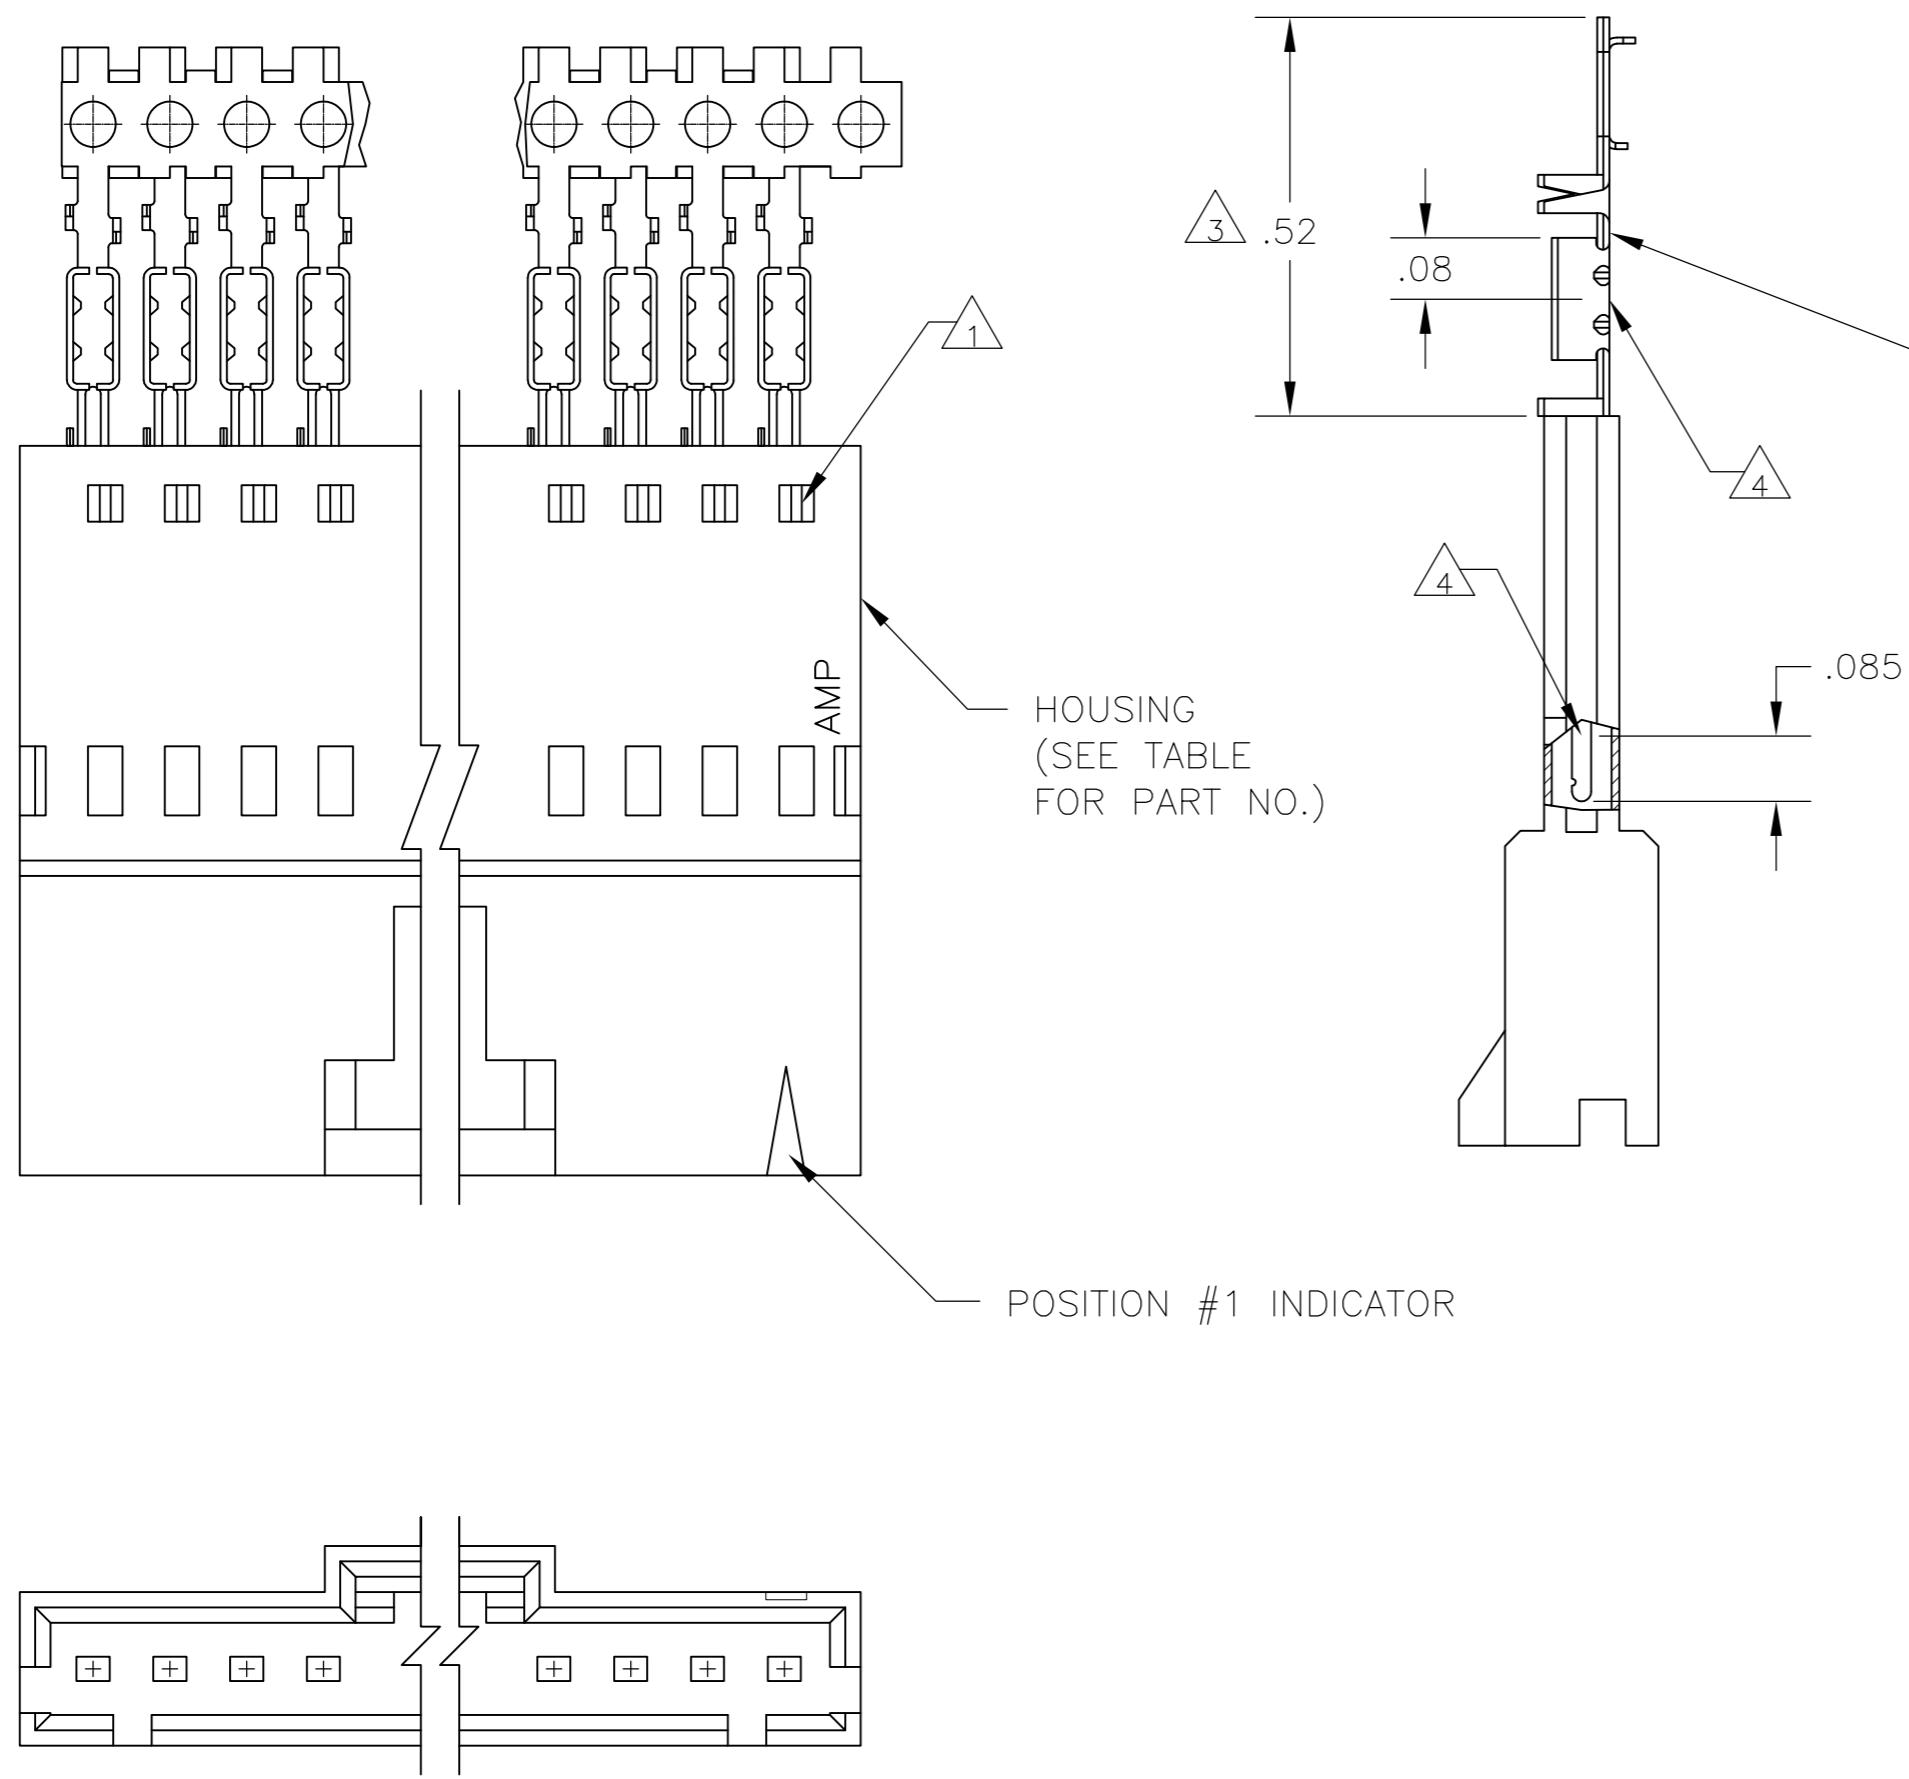 3 .52
.08
1
4
4
.085
AMP
HOUSING
(SEE TABLE
FOR PART NO.)
POSITION #1 INDICATOR